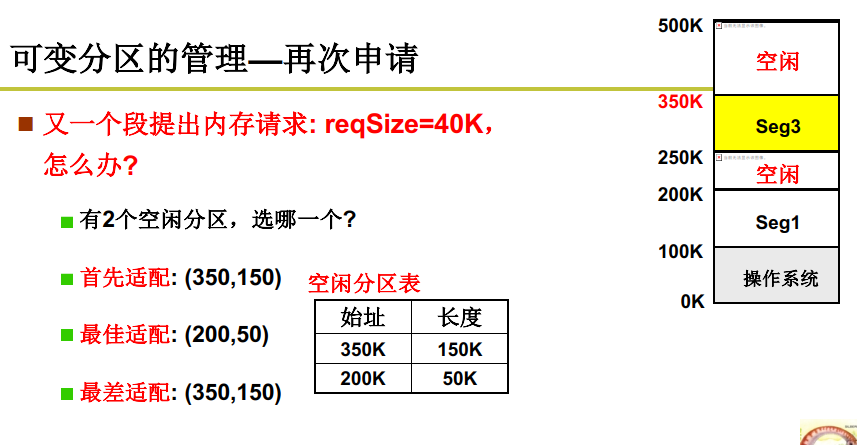 可变分区的管理—再次申请
又一个段提出内存请求: reqSize=40K，
怎么办?
有2个空闲分区，选哪一个?
首先适配: (350,150)
最佳适配: (200,50)
最差适配: (350,150)
空闲分区表
始址 长度
350K 150K
200K 50K
500K
空闲
350K
Seg3
250K
空闲
200K
Seg1
100K
操作系统
0K